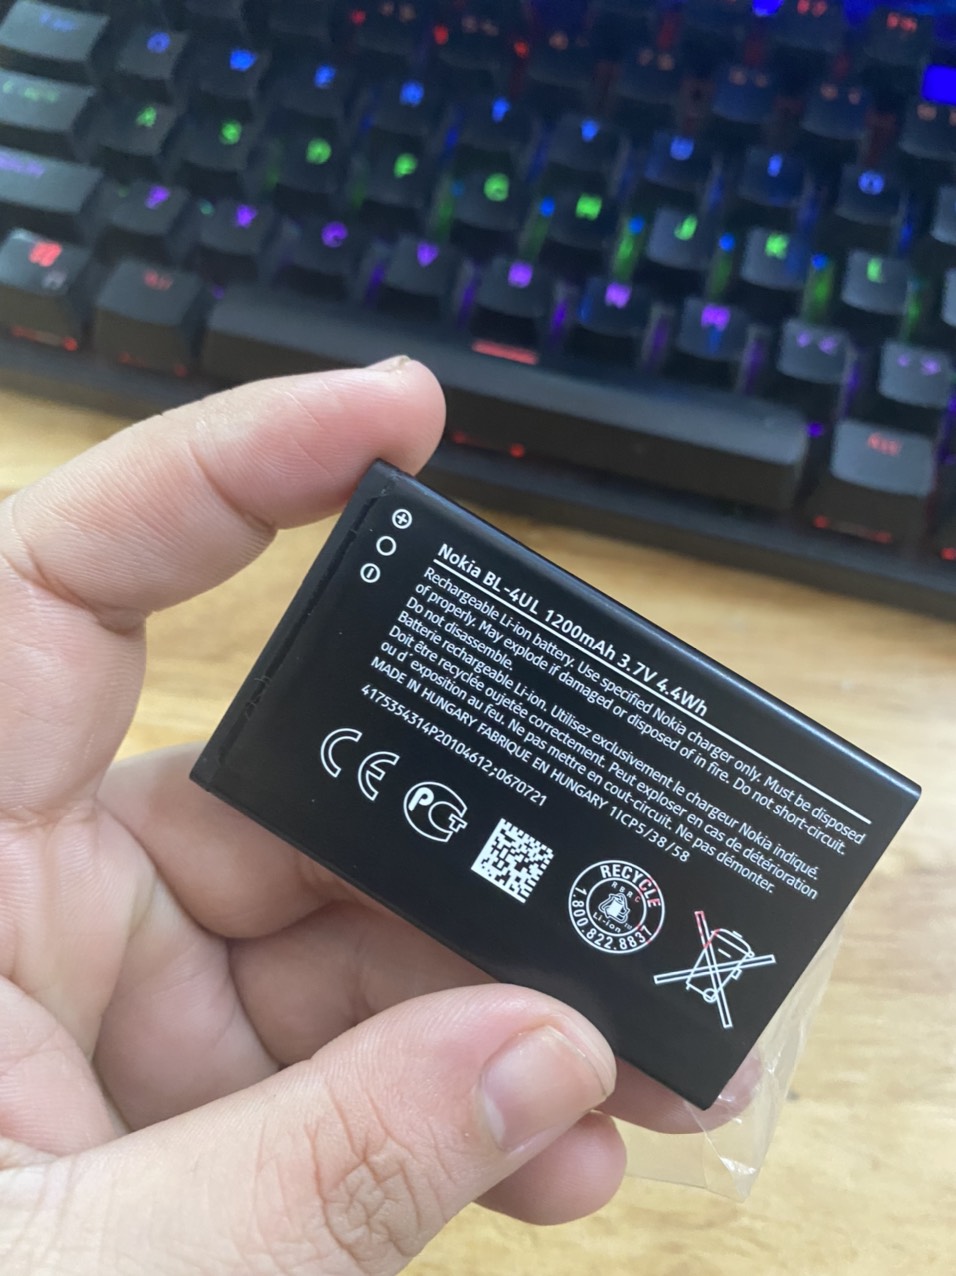 Nokia BL-4UL 1200mAh 3.7V 4.4Wh
Rechargeable Li-ion battery. Use specified Nokia charger only. Must be disposed
of properly. May explode if damaged or disposed of in fire. Do not short-circuit.
Do not disassemble.
Batterie rechargeable Li-ion. Utilisez exclusivement le chargeur Nokia indiqué.
Doit être recyclée oujetée correctement. Peut exploser en cas de détérioration
ou d' exposition au feu. Ne pas mettre en cout-circuit. Ne pas démonter.
MADE IN HUNGARY FABRIQUE EN HUNGARY 1ICP5/38/58
4175354314P20104612;0670721
CE PCT
RECYCLE
RBRC
Li-ion
1.800.822.8837
Q W E R T Y U I O
A S D F G H J K L
Z X C V B N M